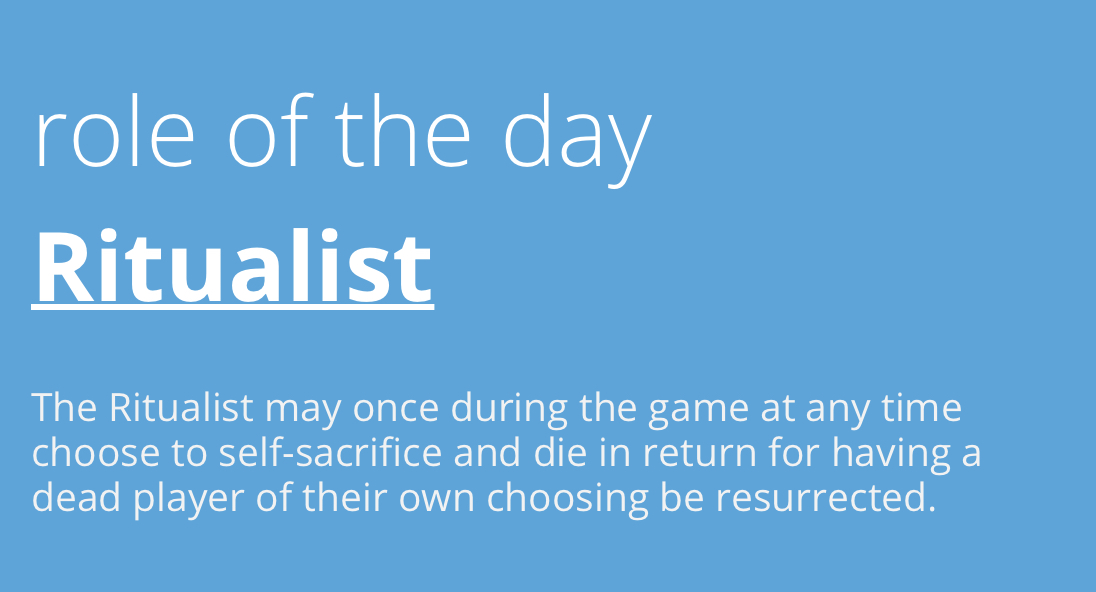 role of the day
Ritualist
The Ritualist may once during the game at any time
choose to self-sacrifice and die in return for having a
dead player of their own choosing be resurrected.